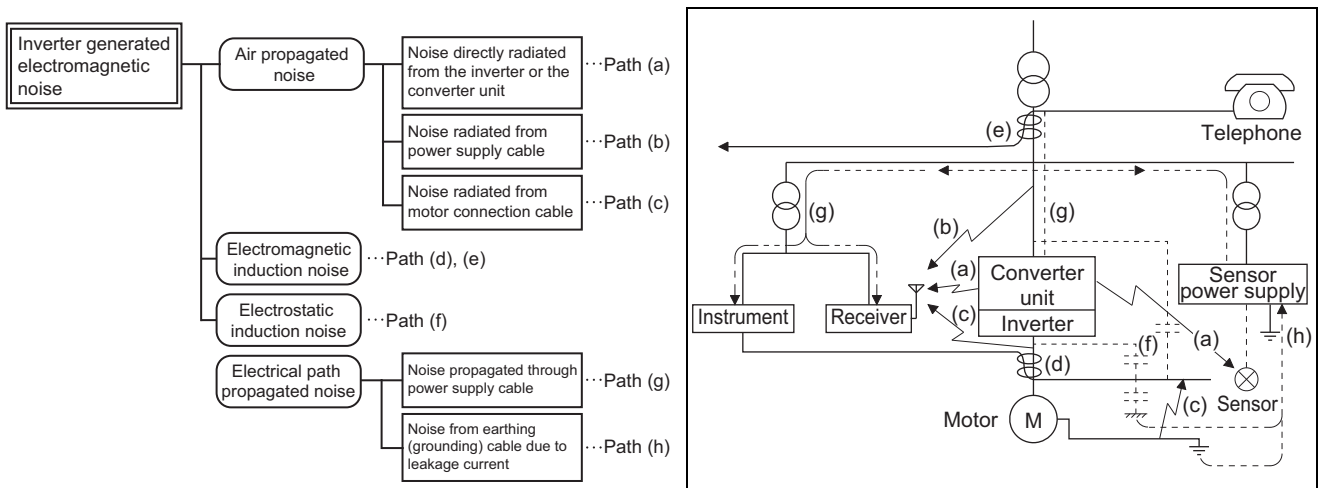 Inverter generated
electromagnetic
noise
Air propagated
noise
Noise directly radiated
from the inverter or the
converter unit
···Path (a)
Noise radiated from
power supply cable
···Path (b)
Noise radiated from
motor connection cable
···Path (c)
Electromagnetic
induction noise
···Path (d), (e)
Electrostatic
induction noise
···Path (f)
Electrical path
propagated noise
Noise propagated through
power supply cable
···Path (g)
Noise from earthing
(grounding) cable due to
leakage current
···Path (h)
Telephone
(e)
(g)
(g)
(b)
(a)
(c)
Converter
unit
Inverter
Sensor
power supply
Instrument
Receiver
(f)
(a)
(h)
(d)
(c)
Sensor
Motor
M